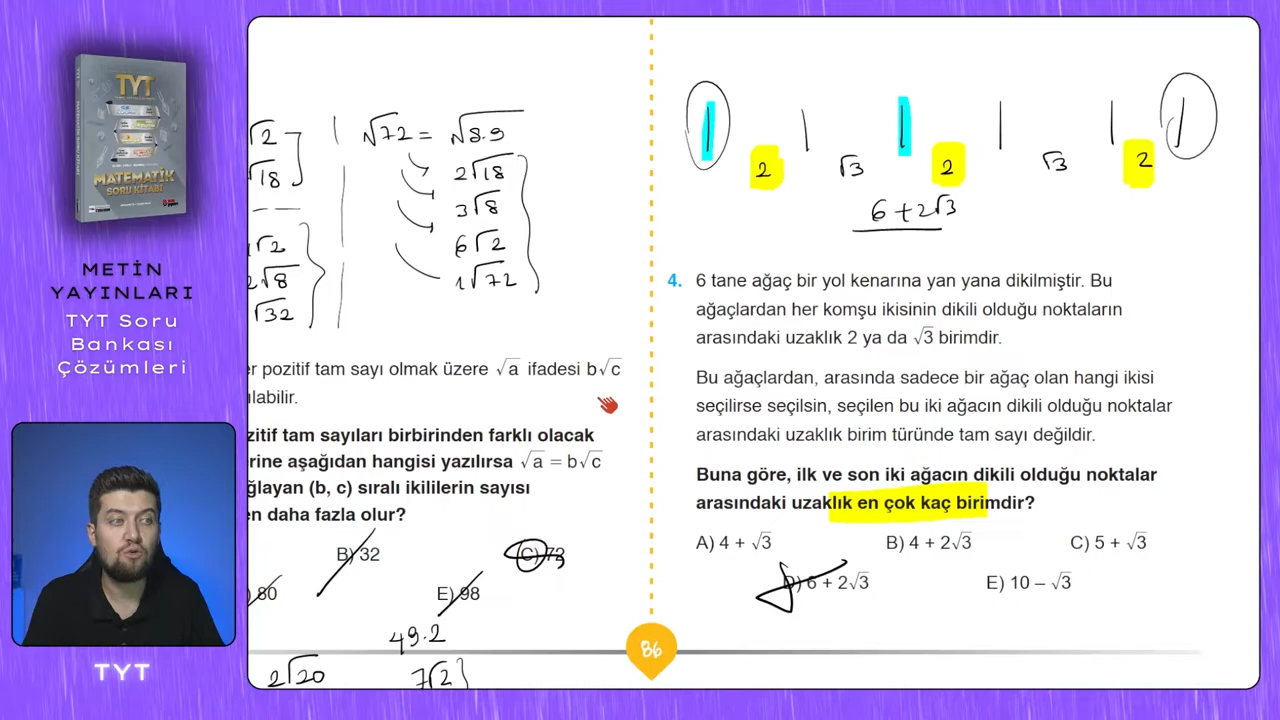 TYT
MATEMATİK
SORU KİTABI
METİN
YAYINLARI
TYT Soru
Bankası
Çözümleri
TYT
√2
√18
√2
√8
√32
√72 = √8.9
2√18
3√8
6√2
1√72
er pozitif tam sayı olmak üzere √a ifadesi b√c
ılabilir.
zitif tam sayıları birbirinden farklı olacak
erine aşağıdan hangisi yazılırsa √a = b√c
ğlayan (b, c) sıralı ikililerin sayısı
en daha fazla olur?
B) 32
C) 72
) 80
E) 98
49.2
2√20
7√2
86
2 √3 2 √3 2
6 + 2√3
4. 6 tane ağaç bir yol kenarına yan yana dikilmiştir. Bu
ağaçlardan her komşu ikisinin dikili olduğu noktaların
arasındaki uzaklık 2 ya da √3 birimdir.
Bu ağaçlardan, arasında sadece bir ağaç olan hangi ikisi
seçilirse seçilsin, seçilen bu iki ağacın dikili olduğu noktalar
arasındaki uzaklık birim türünde tam sayı değildir.
Buna göre, ilk ve son iki ağacın dikili olduğu noktalar
arasındaki uzaklık en çok kaç birimdir?
A) 4 + √3
B) 4 + 2√3
C) 5 + √3
D) 6 + 2√3
E) 10 – √3